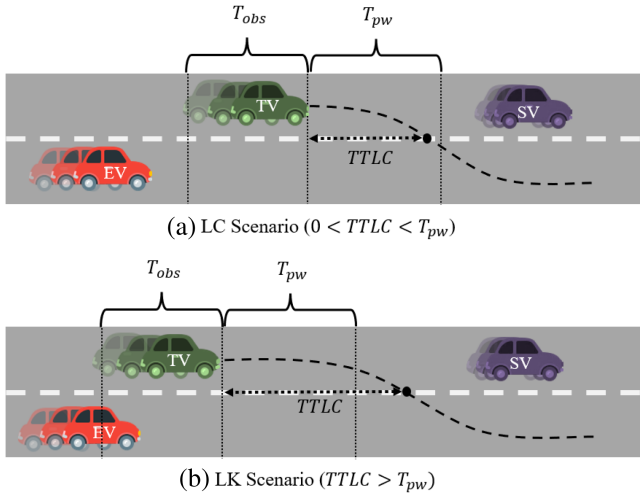 T_obs T_pw
TV SV
TTLC
EV
(a) LC Scenario (0 < TTLC < T_pw)
T_obs T_pw
TV SV
TTLC
EV
(b) LK Scenario (TTLC > T_pw)